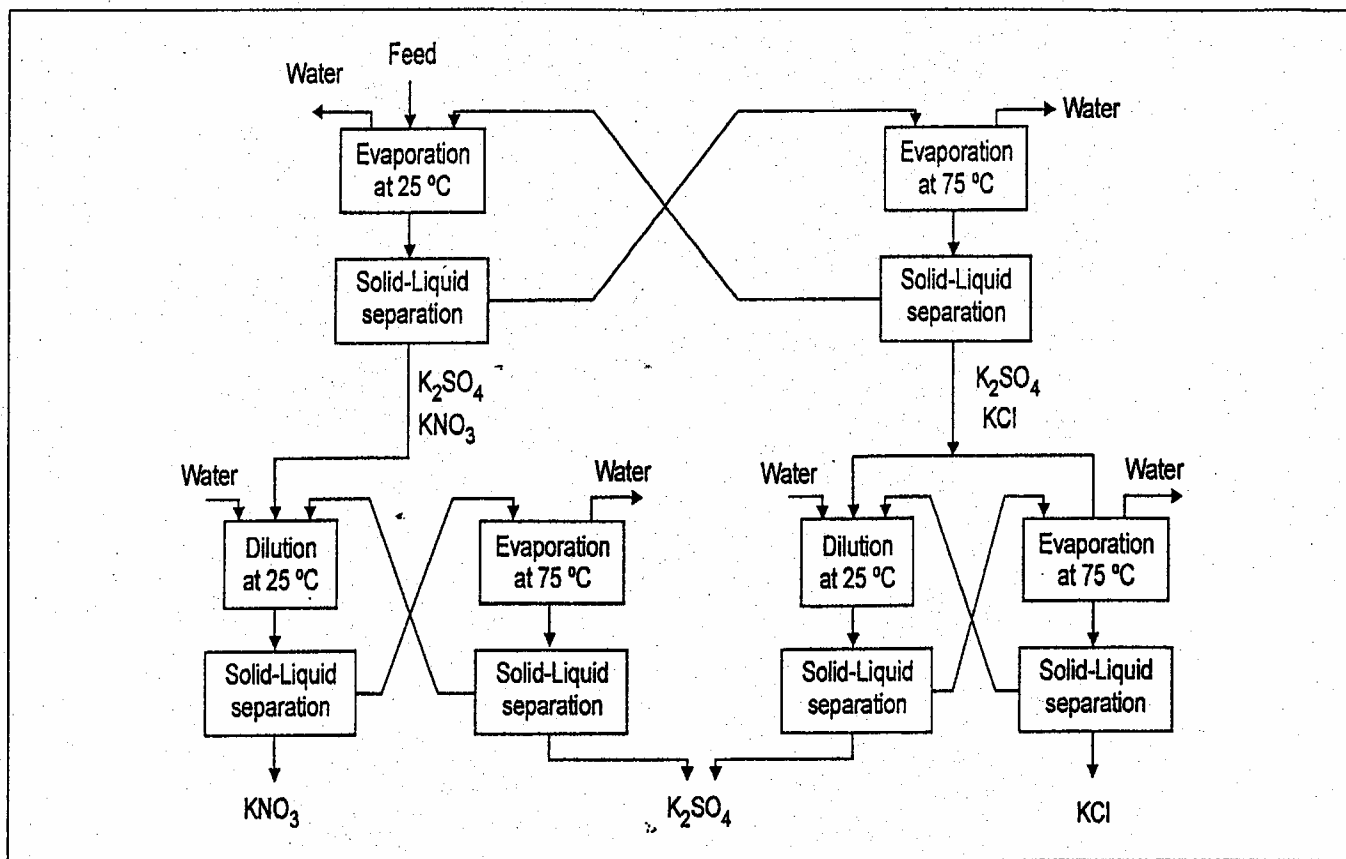 Feed
Water
Water
Evaporation
at 25 ºC
Evaporation
at 75 ºC
Solid-Liquid
separation
Solid-Liquid
separation
K2SO4
KNO3
K2SO4
KCl
Water
Water
Water
Water
Dilution
at 25 ºC
Evaporation
at 75 ºC
Dilution
at 25 ºC
Evaporation
at 75 ºC
Solid-Liquid
separation
Solid-Liquid
separation
Solid-Liquid
separation
Solid-Liquid
separation
KNO3
K2SO4
KCl